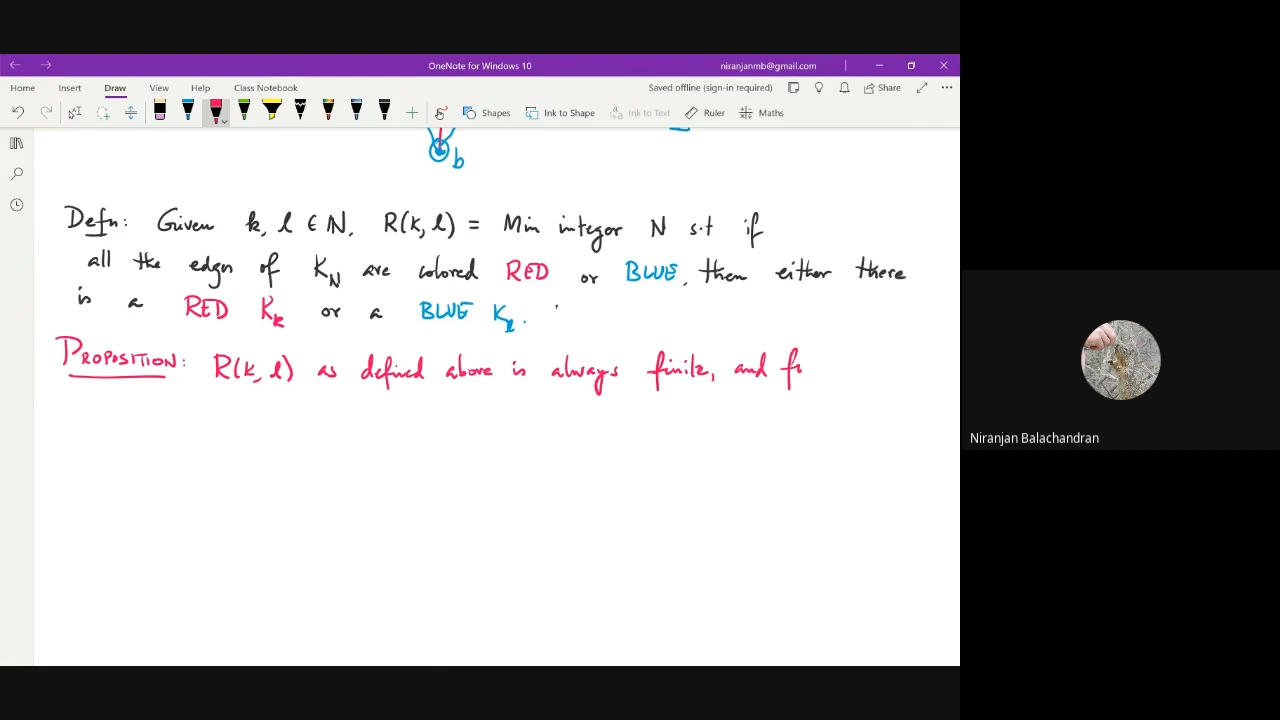 OneNote for Windows 10
niranjanmb@gmail.com
Home Insert Draw View Help Class Notebook
Saved offline (sign-in required)
Share
Shapes Ink to Shape Ink to Text Ruler Maths
b
Defn: Given k, l ∈ N, R(k, l) = Min integer N s.t if
all the edges of K_N are colored RED or BLUE, then either there
is a RED K_k or a BLUE K_l.
PROPOSITION: R(k, l) as defined above is always finite, and f
Niranjan Balachandran